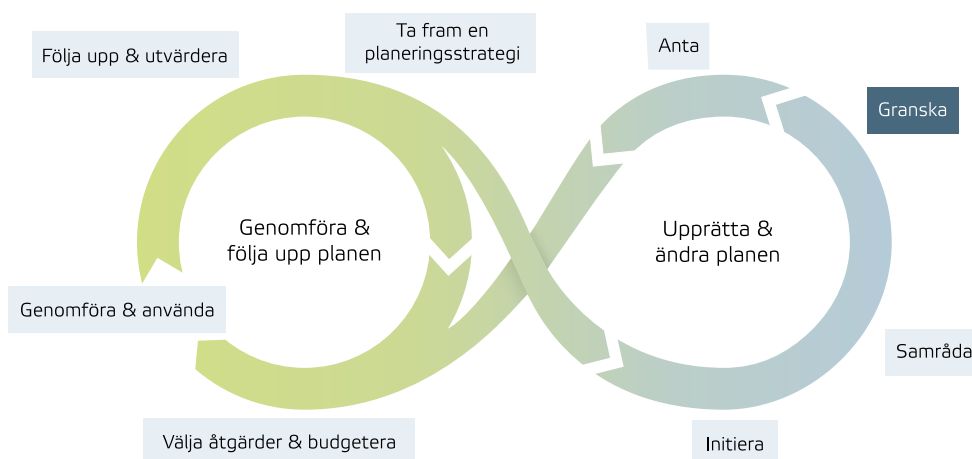 Ta fram en
planeringsstrategi
Följa upp & utvärdera
Anta
Granska
Genomföra &
följa upp planen
Upprätta &
ändra planen
Genomföra & använda
Samråda
Välja åtgärder & budgetera
Initiera